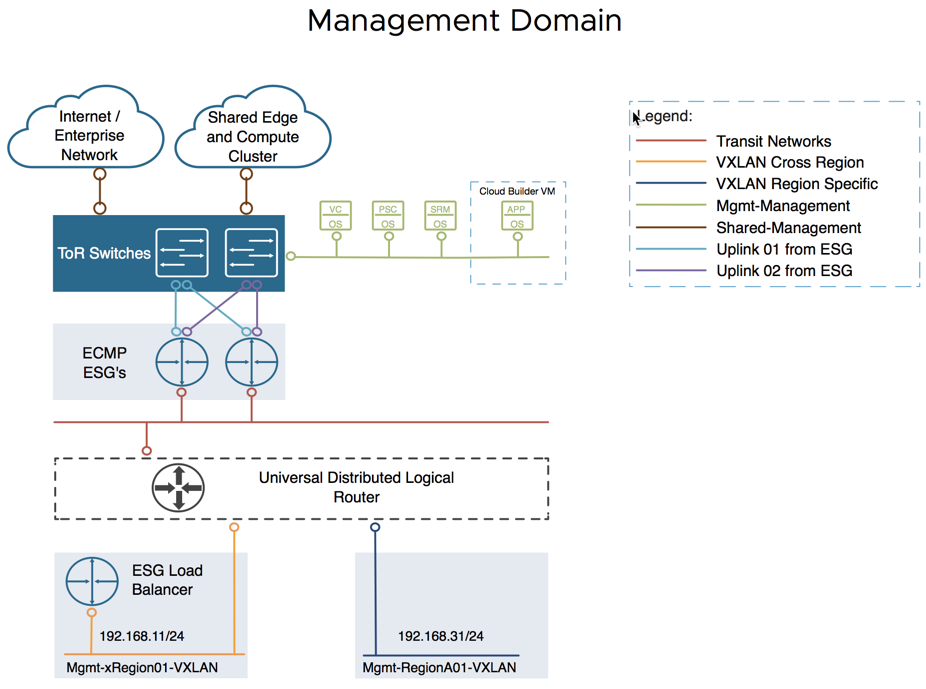 Management Domain
Internet /
Enterprise
Network
Shared Edge
and Compute
Cluster
Legend:
Transit Networks
VXLAN Cross Region
VXLAN Region Specific
Mgmt-Management
Shared-Management
Uplink 01 from ESG
Uplink 02 from ESG
Cloud Builder VM
VC
OS
PSC
OS
SRM
OS
APP
OS
ToR Switches
ECMP
ESG's
Universal Distributed Logical
Router
ESG Load
Balancer
192.168.11/24
Mgmt-xRegion01-VXLAN
192.168.31/24
Mgmt-RegionA01-VXLAN